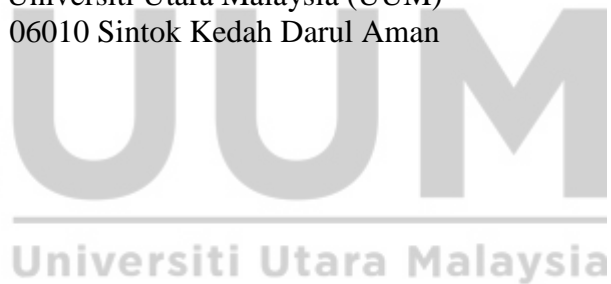 Universiti Utara Malaysia (UUM)
06010 Sintok Kedah Darul Aman
UUM
Universiti Utara Malaysia